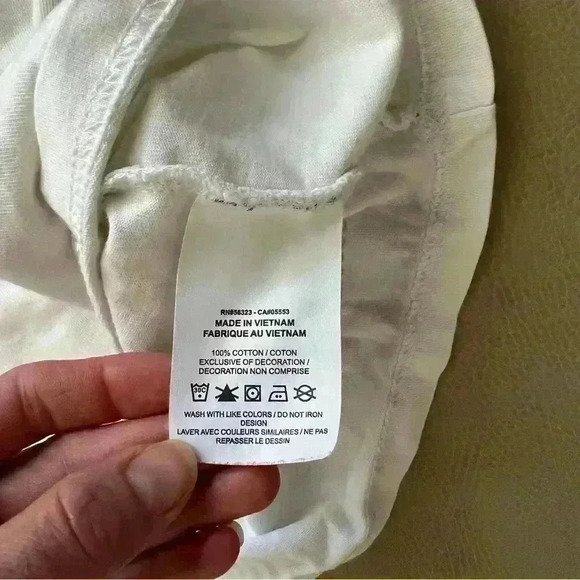 RN#56323 - CA#05553
MADE IN VIETNAM
FABRIQUE AU VIETNAM
100% COTTON / COTON
EXCLUSIVE OF DECORATION /
DECORATION NON COMPRISE
30C
WASH WITH LIKE COLORS / DO NOT IRON
DESIGN
LAVER AVEC COULEURS SIMILAIRES / NE PAS
REPASSER LE DESSIN